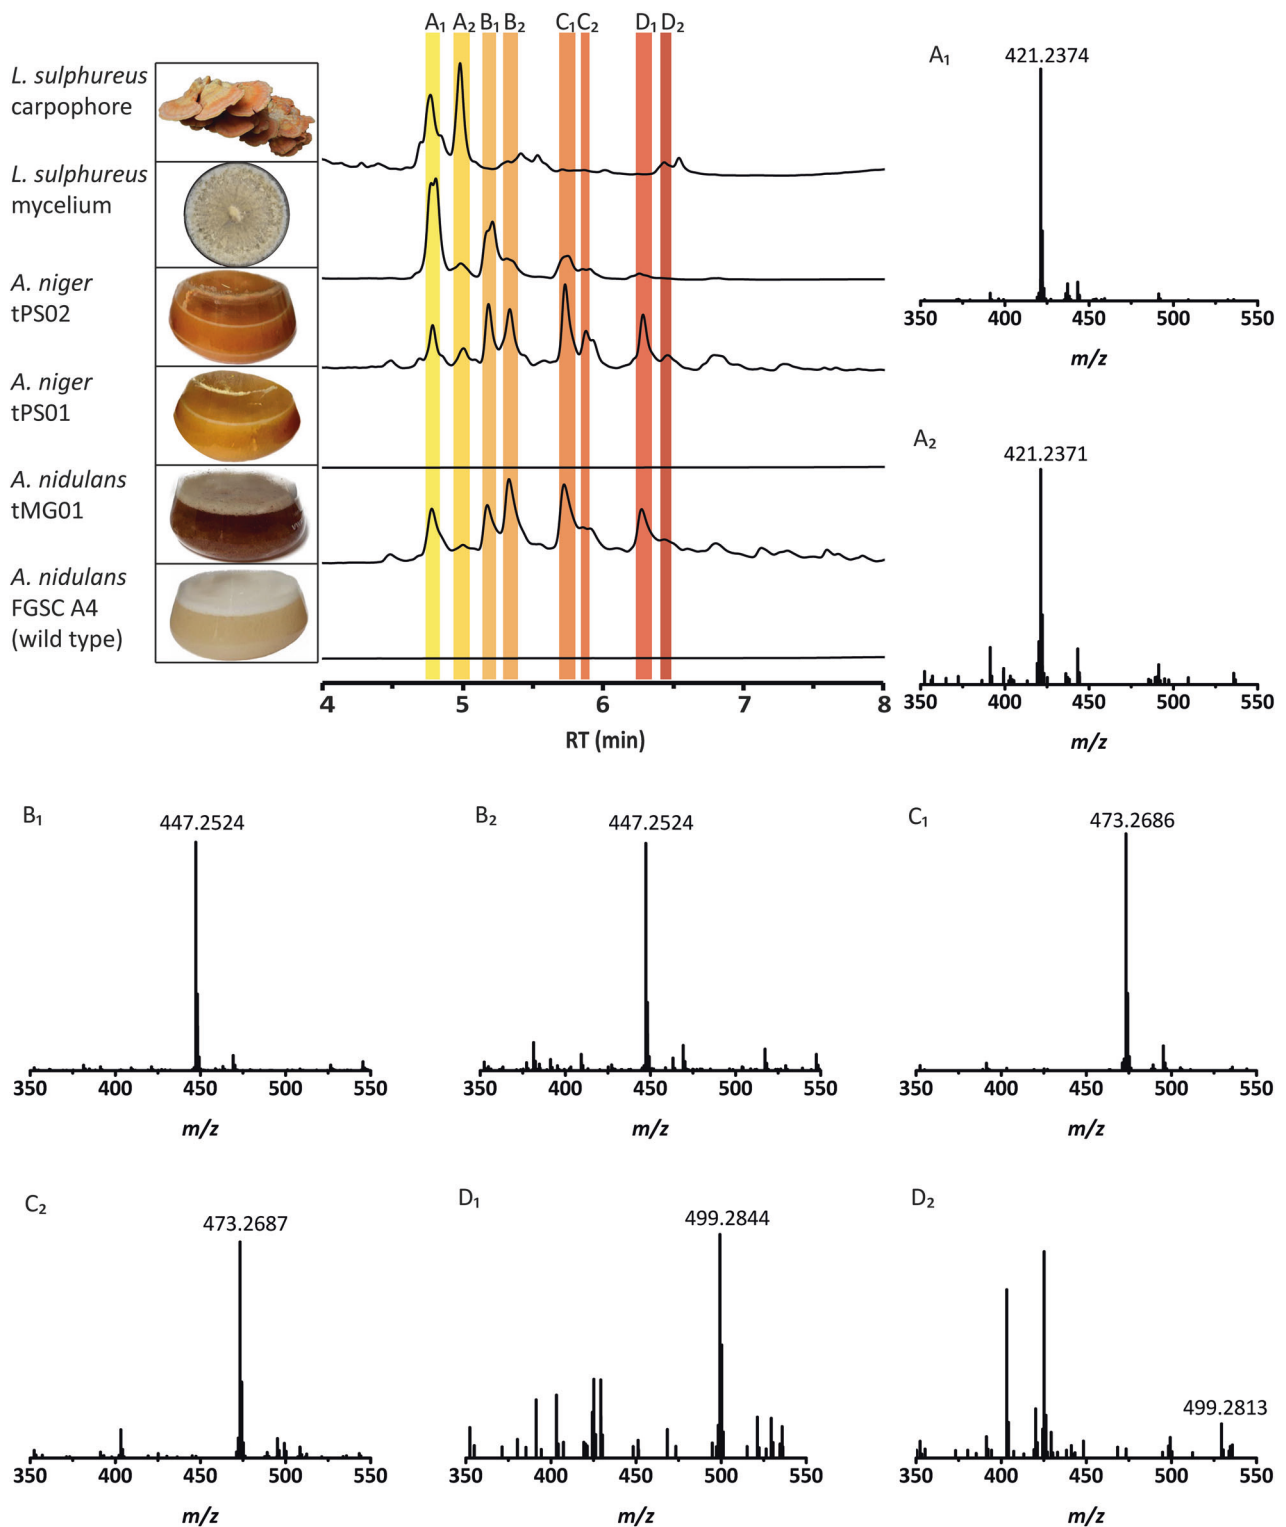 A₁ A₂ B₁ B₂ C₁ C₂ D₁ D₂
L. sulphureus
carpophore
L. sulphureus
mycelium
A. niger
tPS02
A. niger
tPS01
A. nidulans
tMG01
A. nidulans
FGSC A4
(wild type)
4 5 6 7 8
RT (min)
A₁
421.2374
350 400 450 500 550
m/z
A₂
421.2371
350 400 450 500 550
m/z
B₁
447.2524
350 400 450 500 550
m/z
B₂
447.2524
350 400 450 500 550
m/z
C₁
473.2686
350 400 450 500 550
m/z
C₂
473.2687
350 400 450 500 550
m/z
D₁
499.2844
350 400 450 500 550
m/z
D₂
499.2813
350 400 450 500 550
m/z